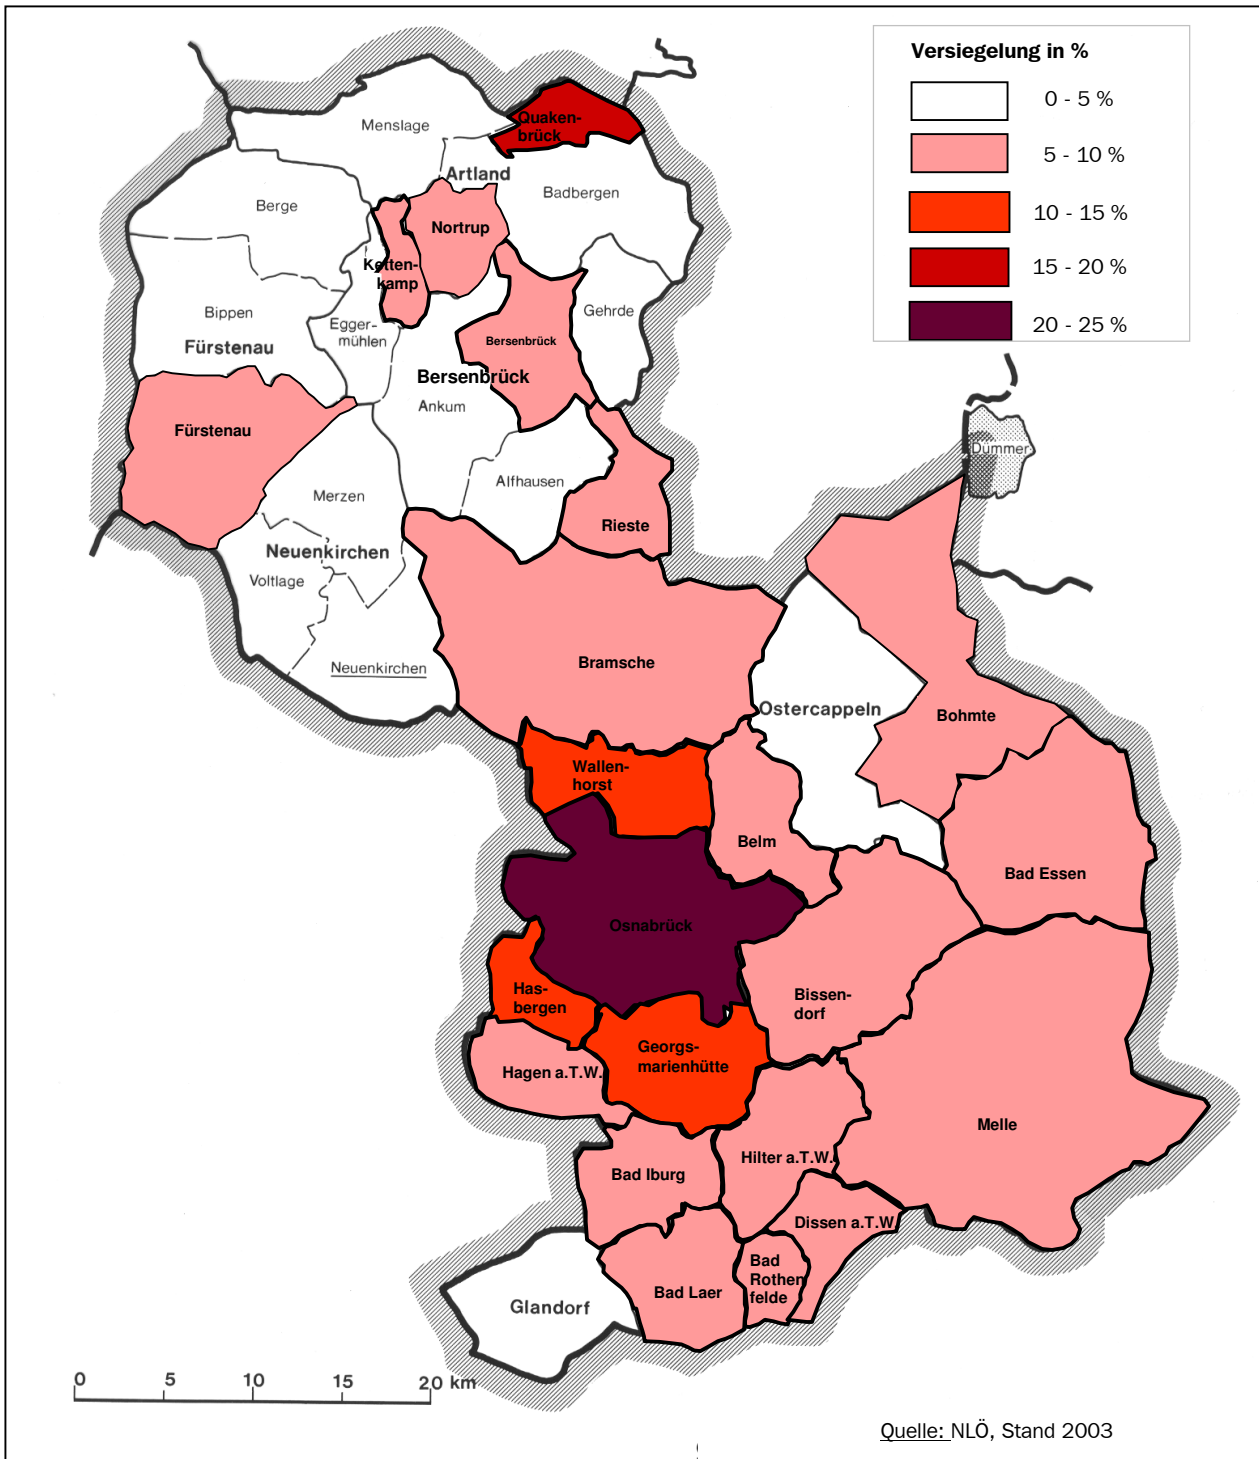 Versiegelung in %
0 - 5 %
5 - 10 %
10 - 15 %
15 - 20 %
20 - 25 %
Quaken-
brück
Menslage
Artland
Badbergen
Berge
Nortrup
Ketten-
kamp
Bippen
Gehrde
Egger-
mühlen
Fürstenau
Bersenbrück
Bersenbrück
Ankum
Fürstenau
Dümmer
Alfhausen
Merzen
Rieste
Neuenkirchen
Voltlage
Neuenkirchen
Bramsche
Ostercappeln
Bohmte
Wallen-
horst
Belm
Bad Essen
Osnabrück
Has-
bergen
Bissen-
dorf
Georgs-
marienhütte
Hagen a.T.W.
Melle
Hilter a.T.W.
Bad Iburg
Dissen a.T.W
Bad
Rothen
felde
Bad Laer
Glandorf
0 5 10 15 20 km
Quelle: NLÖ, Stand 2003